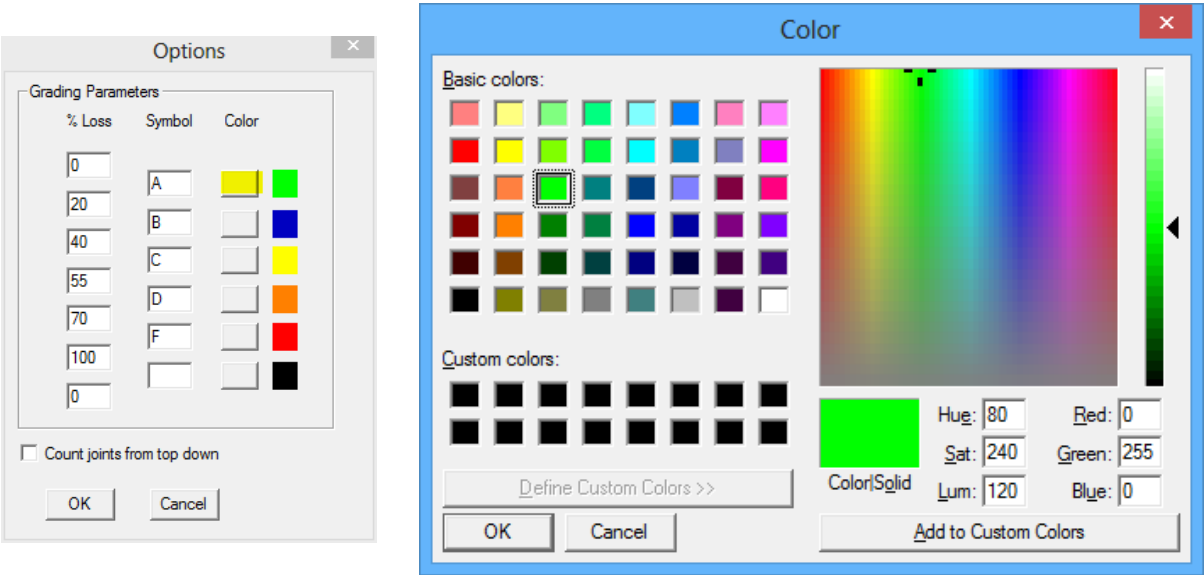 Options
Grading Parameters
% Loss Symbol Color
0
A
20
B
40
C
55
D
70
F
100
0
Count joints from top down
OK Cancel
Color
Basic colors:
Custom colors:
Define Custom Colors >>
OK Cancel
Color|Solid
Hue: 80 Red: 0
Sat: 240 Green: 255
Lum: 120 Blue: 0
Add to Custom Colors